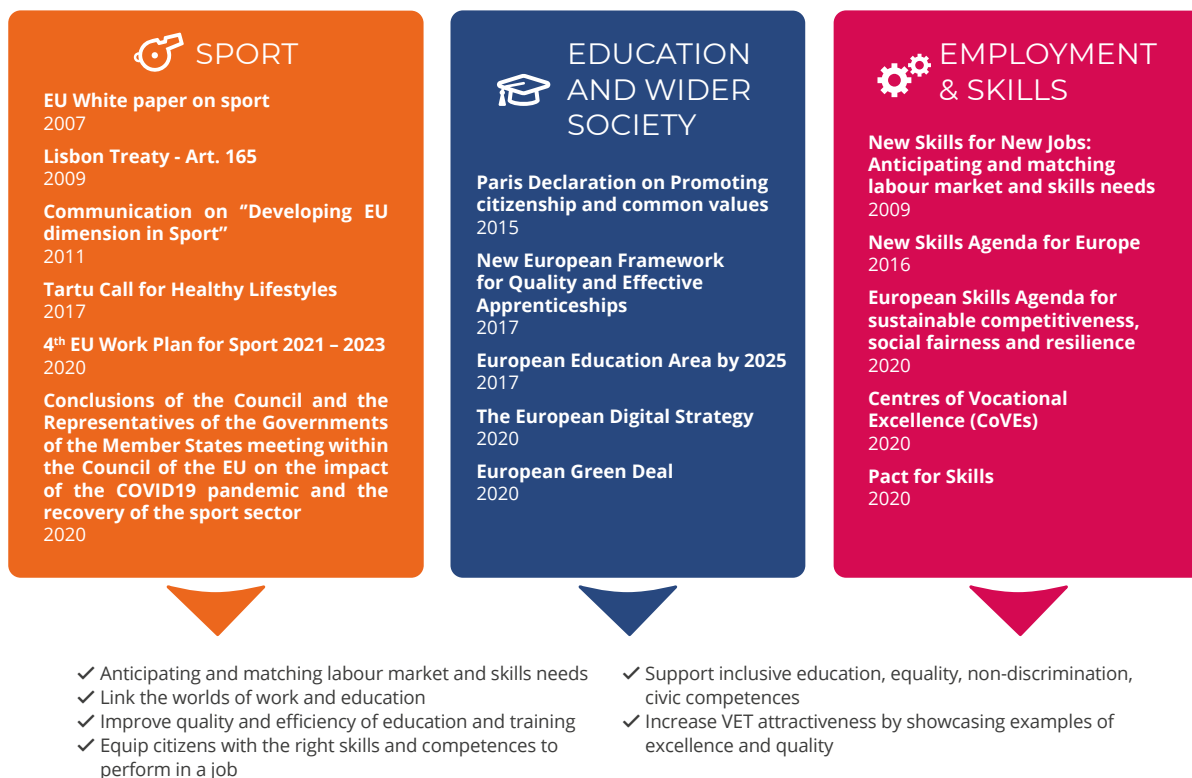 SPORT
EU White paper on sport
2007
Lisbon Treaty - Art. 165
2009
Communication on “Developing EU
dimension in Sport”
2011
Tartu Call for Healthy Lifestyles
2017
4th EU Work Plan for Sport 2021 – 2023
2020
Conclusions of the Council and the
Representatives of the Governments
of the Member States meeting within
the Council of the EU on the impact
of the COVID19 pandemic and the
recovery of the sport sector
2020
EDUCATION
AND WIDER
SOCIETY
Paris Declaration on Promoting
citizenship and common values
2015
New European Framework
for Quality and Effective
Apprenticeships
2017
European Education Area by 2025
2017
The European Digital Strategy
2020
European Green Deal
2020
EMPLOYMENT
& SKILLS
New Skills for New Jobs:
Anticipating and matching
labour market and skills needs
2009
New Skills Agenda for Europe
2016
European Skills Agenda for
sustainable competitiveness,
social fairness and resilience
2020
Centres of Vocational
Excellence (CoVEs)
2020
Pact for Skills
2020
✓ Anticipating and matching labour market and skills needs
✓ Link the worlds of work and education
✓ Improve quality and efficiency of education and training
✓ Equip citizens with the right skills and competences to
perform in a job
✓ Support inclusive education, equality, non-discrimination,
civic competences
✓ Increase VET attractiveness by showcasing examples of
excellence and quality